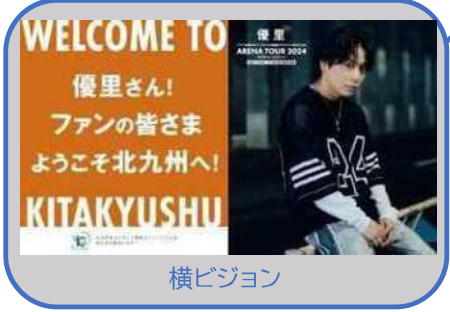 WELCOME TO
優里さん!
ファンの皆さま
ようこそ北九州へ!
KITAKYUSHU
優里
ARENA TOUR 2024
横ビジョン